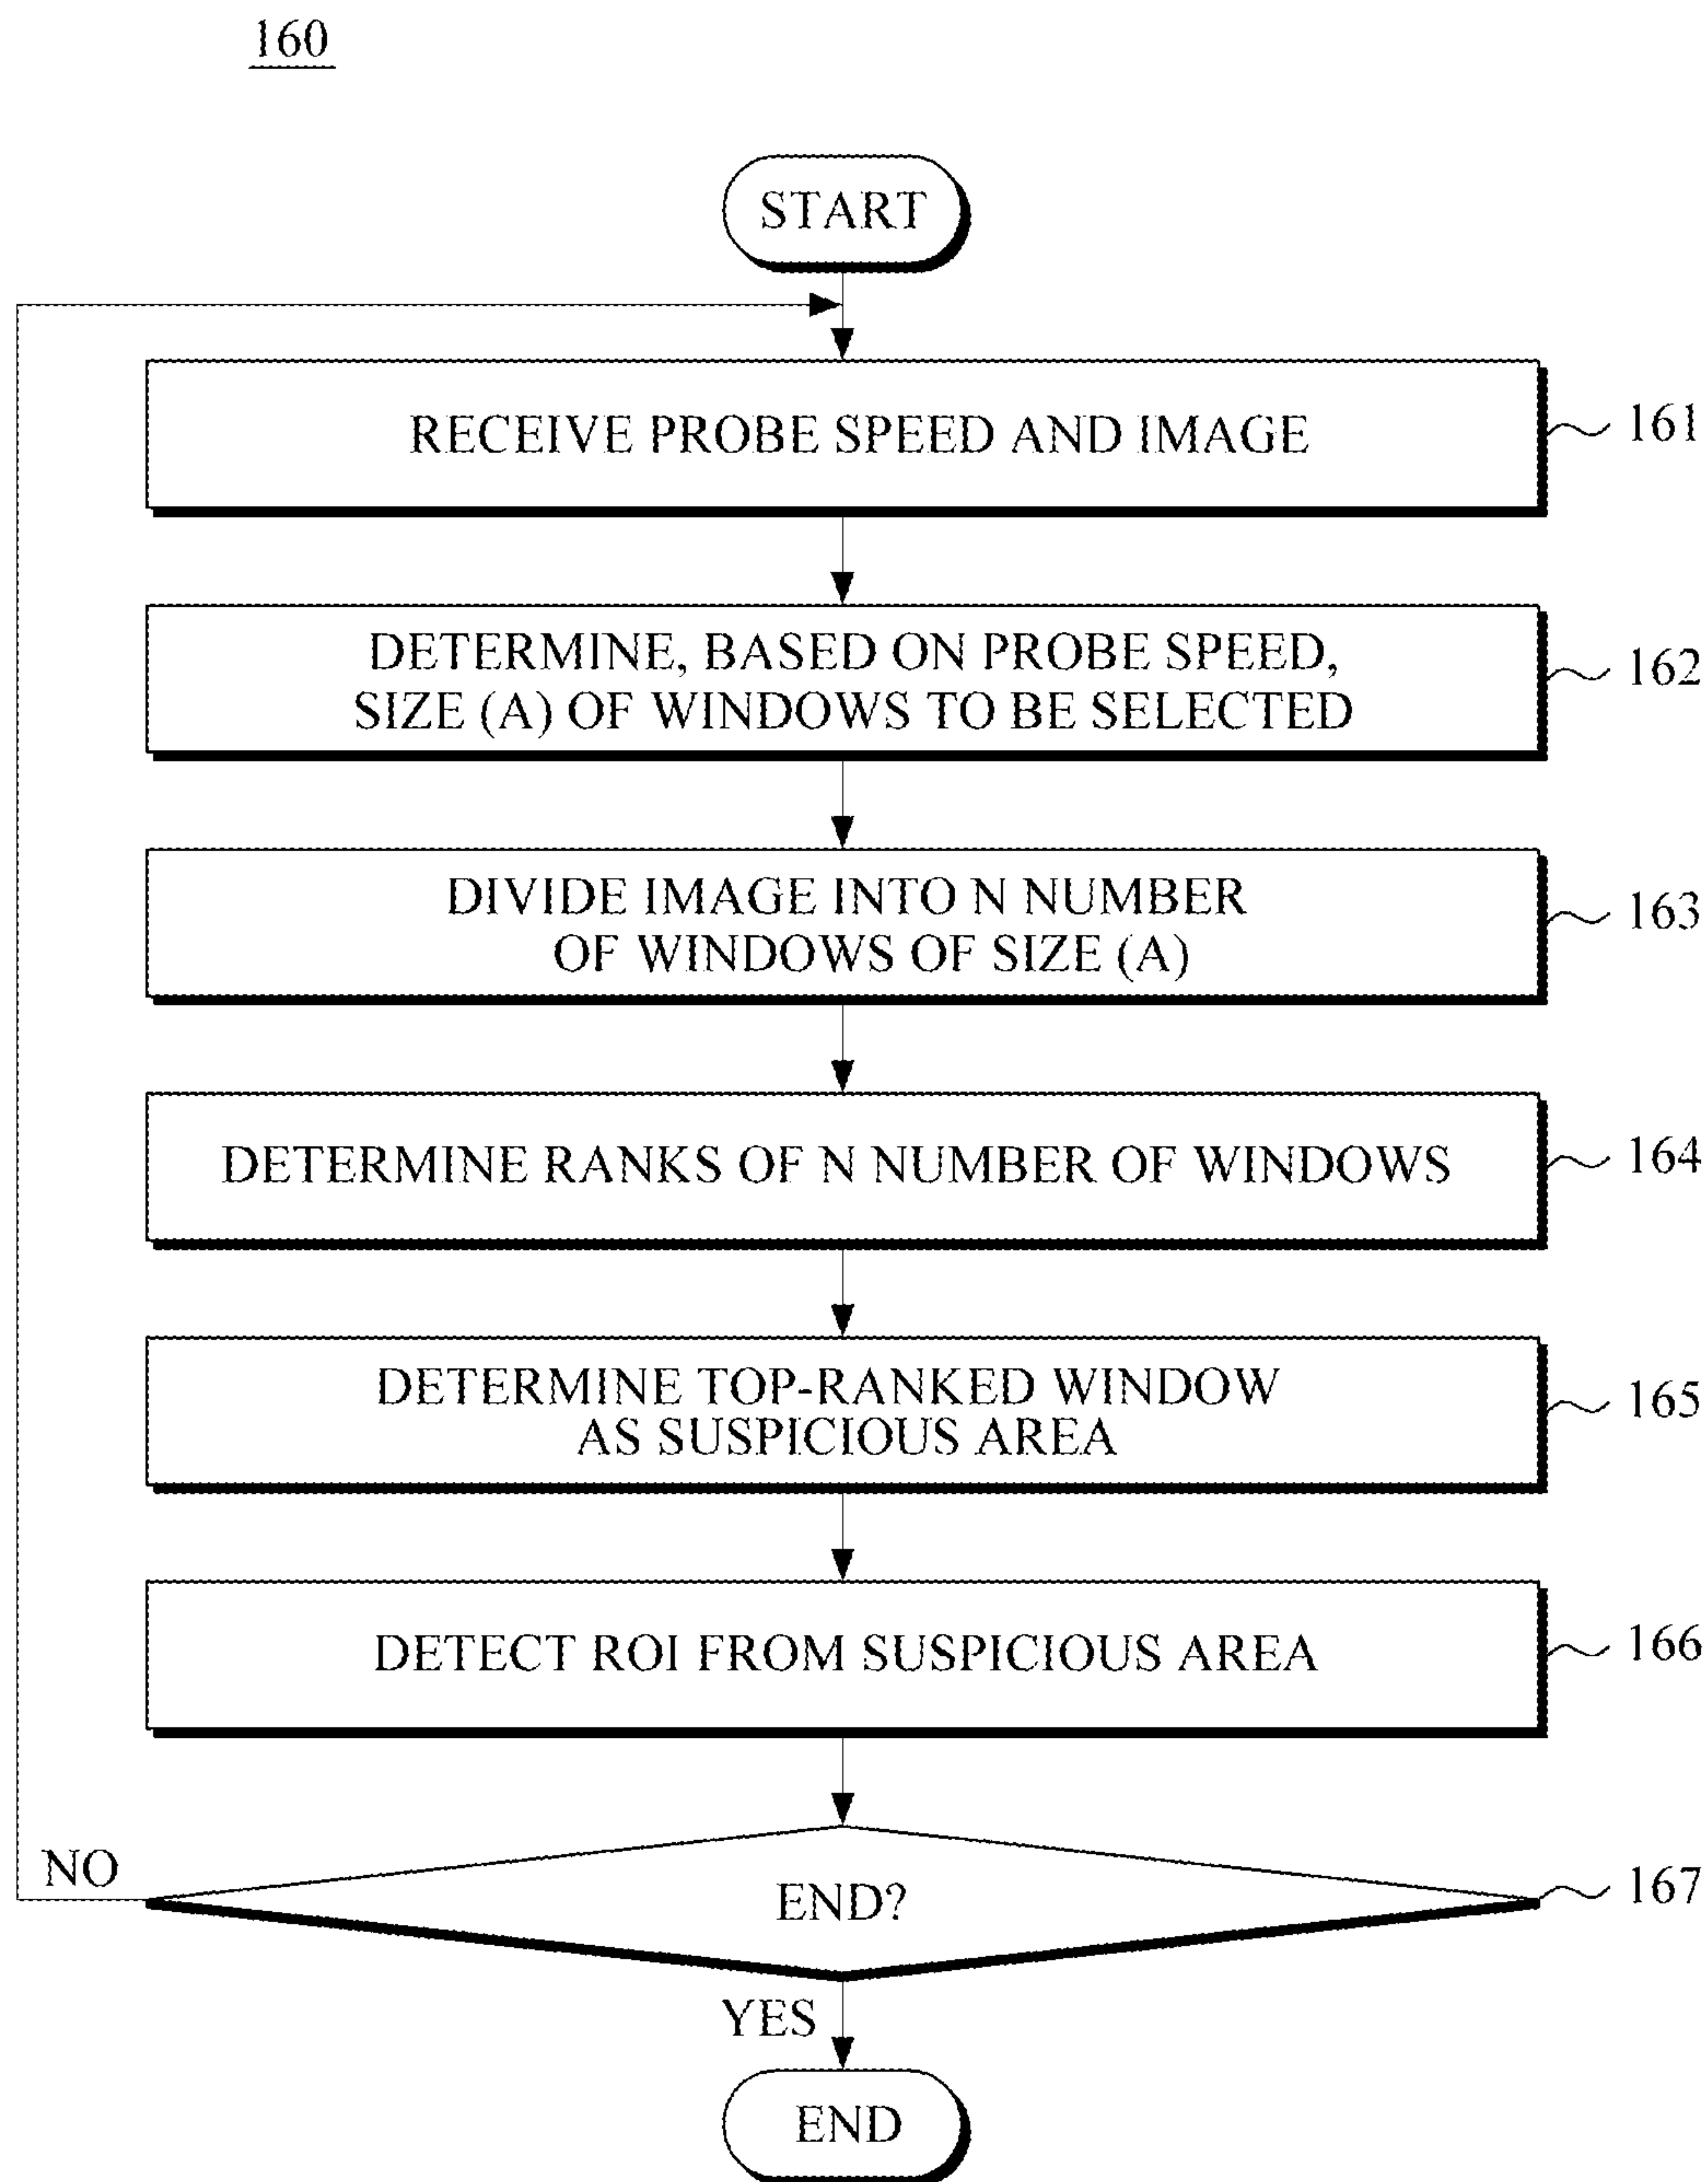 160
START
RECEIVE PROBE SPEED AND IMAGE
161
DETERMINE, BASED ON PROBE SPEED,
SIZE (A) OF WINDOWS TO BE SELECTED
162
DIVIDE IMAGE INTO N NUMBER
OF WINDOWS OF SIZE (A)
163
DETERMINE RANKS OF N NUMBER OF WINDOWS
164
DETERMINE TOP-RANKED WINDOW
AS SUSPICIOUS AREA
165
DETECT ROI FROM SUSPICIOUS AREA
166
NO
END?
167
YES
END